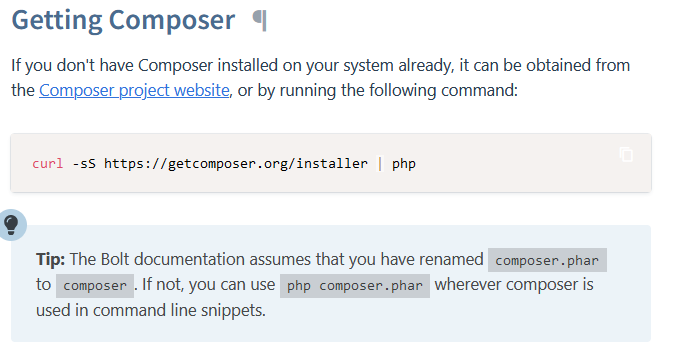 Getting Composer ¶
If you don't have Composer installed on your system already, it can be obtained from
the Composer project website, or by running the following command:
curl -sS https://getcomposer.org/installer | php
Tip: The Bolt documentation assumes that you have renamed composer.phar
to composer. If not, you can use php composer.phar wherever composer is
used in command line snippets.